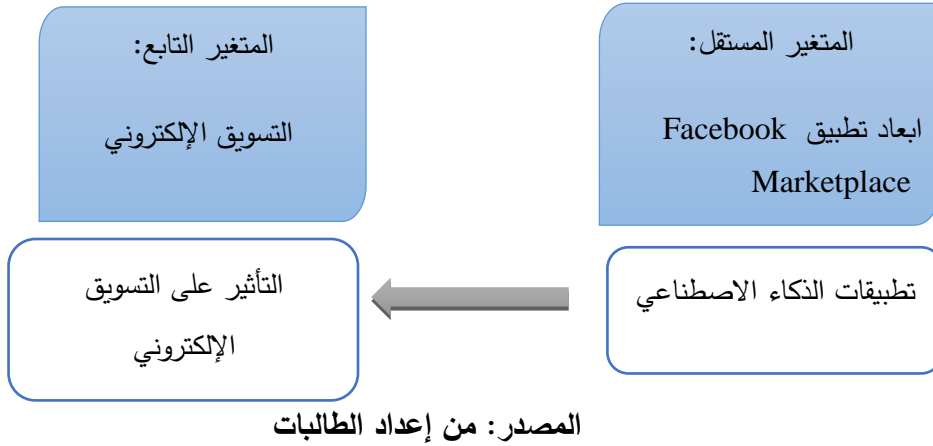 المتغير المستقل:
ابعاد تطبيق Facebook
Marketplace
المتغير التابع:
التسويق الإلكتروني
تطبيقات الذكاء الاصطناعي
التأثير على التسويق
الإلكتروني
المصدر: من إعداد الطالبات